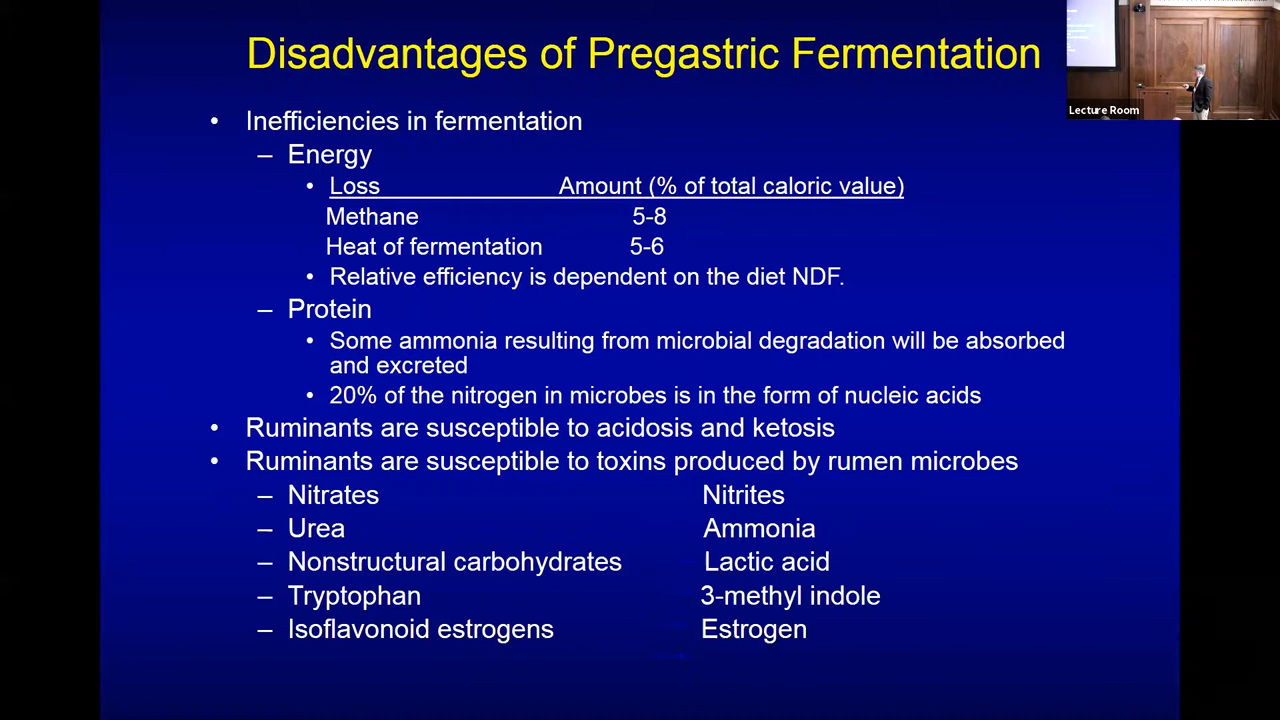 Disadvantages of Pregastric Fermentation
Lecture Room
• Inefficiencies in fermentation
– Energy
• Loss Amount (% of total caloric value)
Methane 5-8
Heat of fermentation 5-6
• Relative efficiency is dependent on the diet NDF.
– Protein
• Some ammonia resulting from microbial degradation will be absorbed
and excreted
• 20% of the nitrogen in microbes is in the form of nucleic acids
• Ruminants are susceptible to acidosis and ketosis
• Ruminants are susceptible to toxins produced by rumen microbes
– Nitrates Nitrites
– Urea Ammonia
– Nonstructural carbohydrates Lactic acid
– Tryptophan 3-methyl indole
– Isoflavonoid estrogens Estrogen